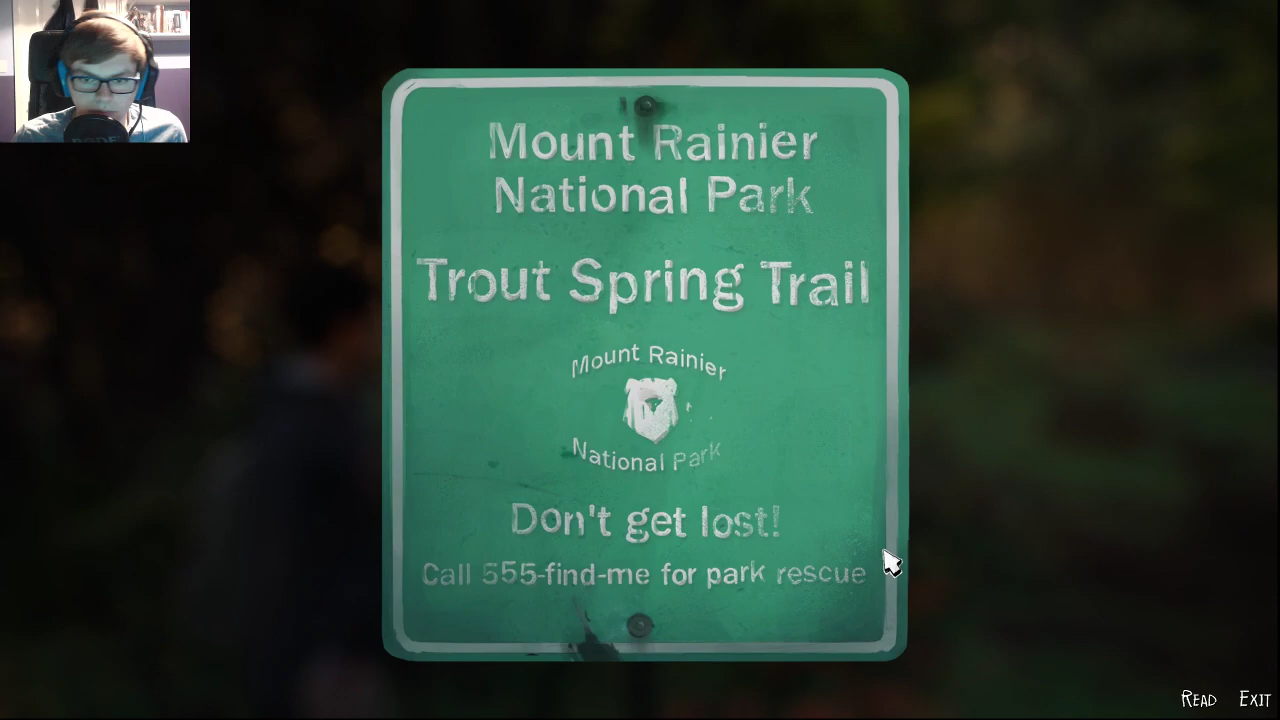 Mount Rainier
National Park
Trout Spring Trail
Mount Rainier
National Park
Don't get lost!
Call 555-find-me for park rescue
RODE
READ EXIT